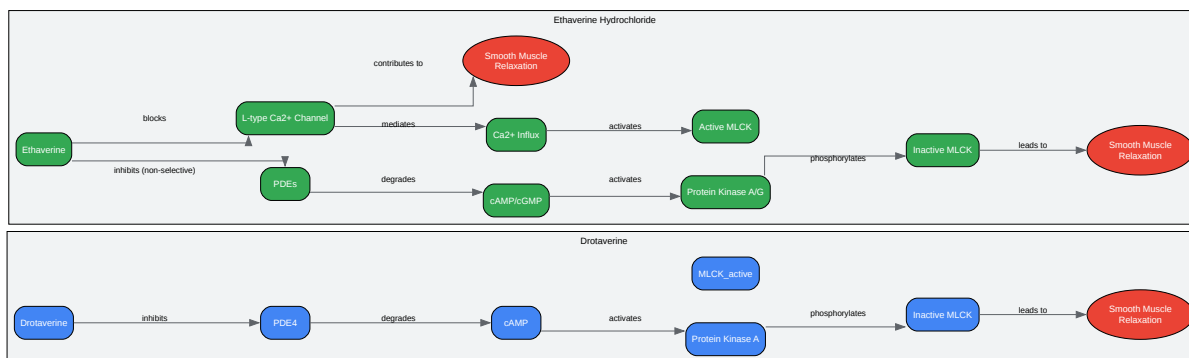 Ethaverine Hydrochloride
Smooth Muscle
Relaxation
contributes to
blocks
L-type Ca2+ Channel
mediates
Ca2+ Influx
activates
Active MLCK
Ethaverine
inhibits (non-selective)
PDEs
degrades
cAMP/cGMP
activates
Protein Kinase A/G
phosphorylates
Inactive MLCK
leads to
Smooth Muscle
Relaxation
Drotaverine
MLCK_active
Drotaverine
inhibits
PDE4
degrades
cAMP
activates
Protein Kinase A
phosphorylates
Inactive MLCK
leads to
Smooth Muscle
Relaxation